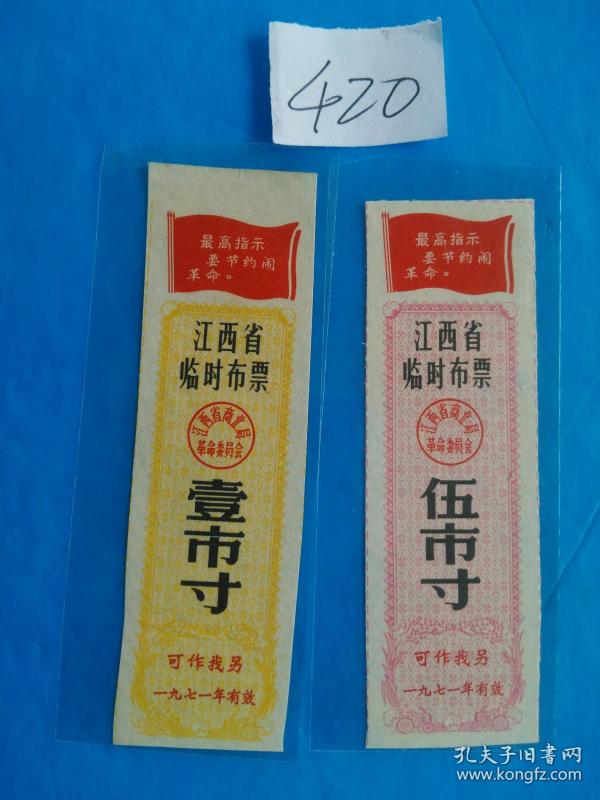 420
最高指示
要节约闹
革命。
江西省
临时布票
江西省商业局
革命委员会
壹市寸
可作找另
一九七一年有效
最高指示
要节约闹
革命。
江西省
临时布票
江西省商业局
革命委员会
伍市寸
可作找另
一九七一年有效
孔夫子旧书网
www.kongfz.com